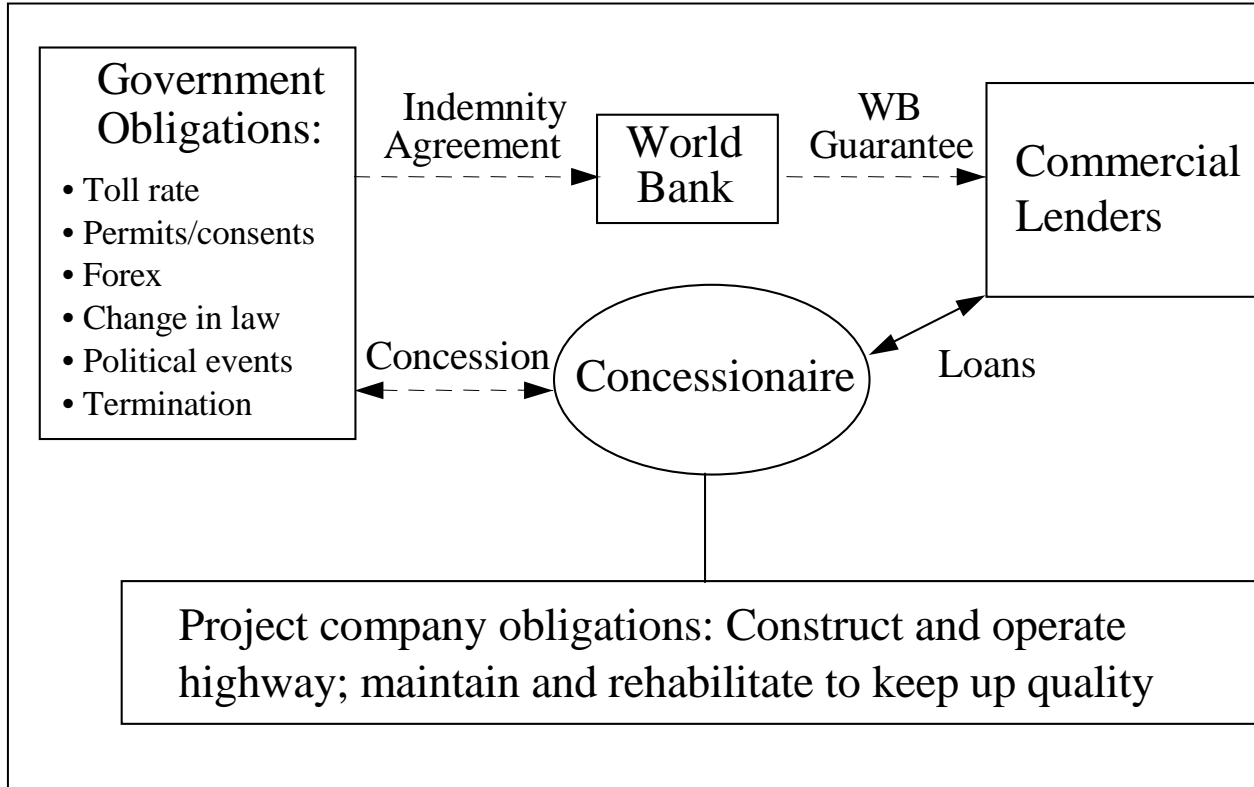 Government
Obligations:
• Toll rate
• Permits/consents
• Forex
• Change in law
• Political events
• Termination
Indemnity
Agreement
World
Bank
WB
Guarantee
Commercial
Lenders
Concession
Concessionaire
Loans
Project company obligations: Construct and operate
highway; maintain and rehabilitate to keep up quality